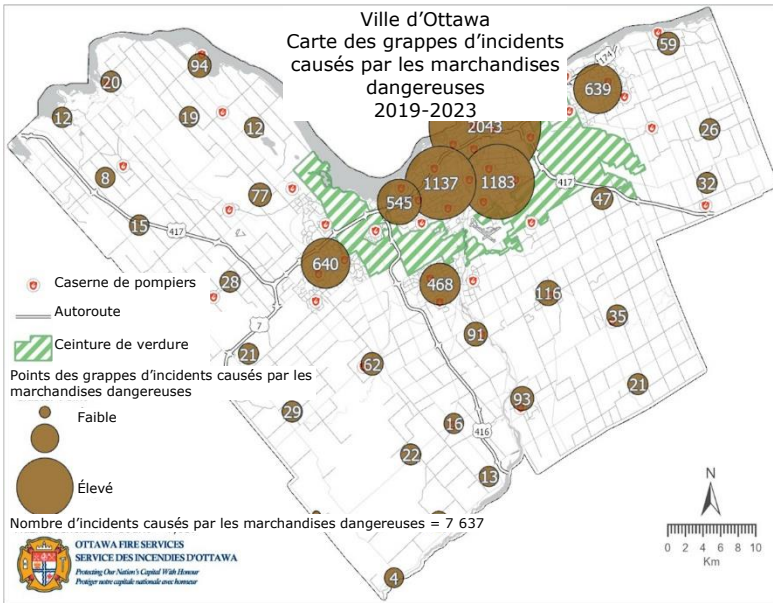 Ville d’Ottawa
Carte des grappes d’incidents
causés par les marchandises
dangereuses
2019-2023
59
94
20
639
174
12
19
12
2043
26
8
77
1137
1183
417
32
545
47
15
417
640
28
468
116
35
Caserne de pompiers
Autoroute
7
91
Ceinture de verdure
21
62
21
Points des grappes d’incidents causés par les
marchandises dangereuses
29
93
Faible
16
416
22
13
Élevé
N
Nombre d’incidents causés par les marchandises dangereuses = 7 637
OTTAWA FIRE SERVICES
SERVICE DES INCENDIES D'OTTAWA
Protecting Our Nation's Capital With Honour
Protéger notre capitale nationale avec honneur
4
0 2 4 6 8 10
Km